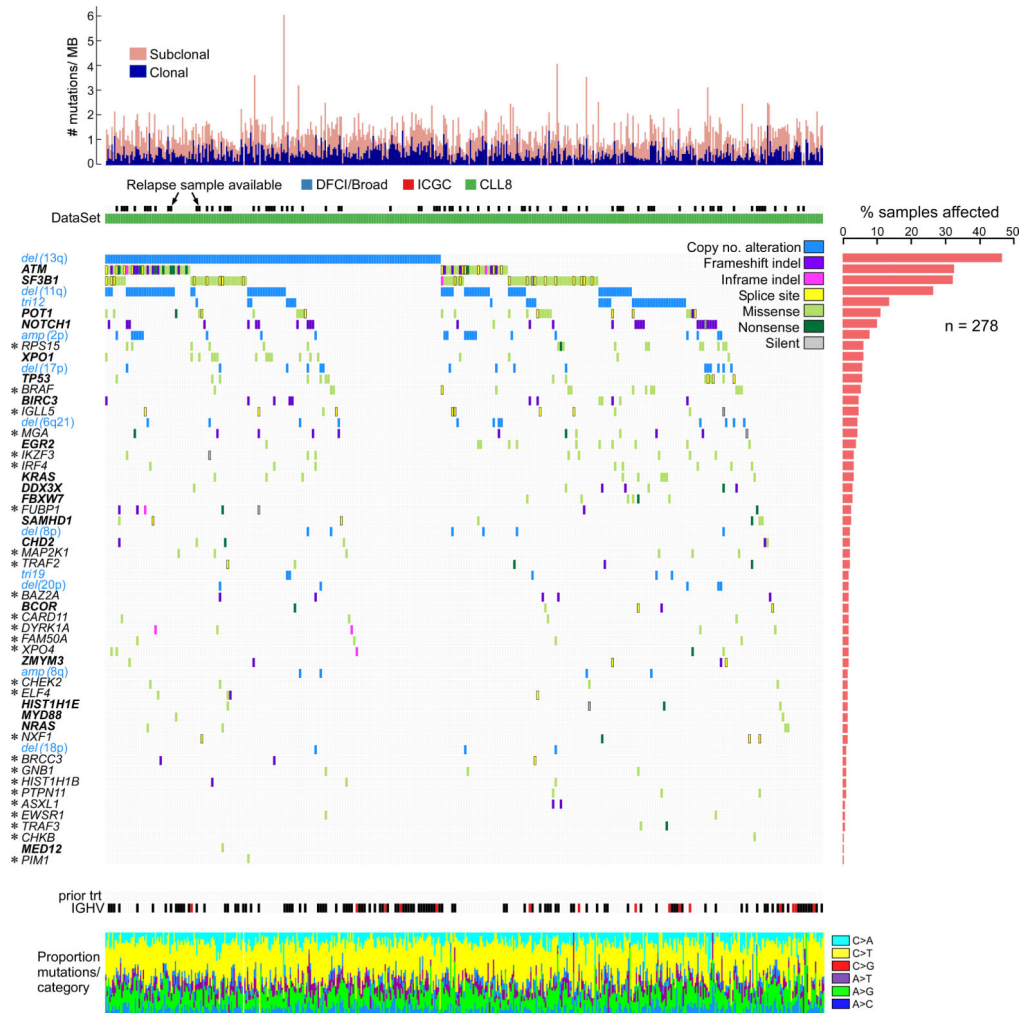 6
5
4
3
2
1
0
# mutations/ MB
Subclonal
Clonal
Relapse sample available
DFCI/Broad
ICGC
CLL8
DataSet
% samples affected
0 10 20 30 40 50
n = 278
Copy no. alteration
Frameshift indel
Inframe indel
Splice site
Missense
Nonsense
Silent
del(13q)
ATM
SF3B1
del(11q)
tri12
POT1
NOTCH1
amp(2p)
* RPS15
XPO1
del(17p)
TP53
* BRAF
BIRC3
* IGLL5
del(6q21)
* MGA
EGR2
* IKZF3
* IRF4
KRAS
DDX3X
FBXW7
* FUBP1
SAMHD1
del(8p)
CHD2
* MAP2K1
* TRAF2
tri19
del(20p)
* BAZ2A
BCOR
* CARD11
* DYRK1A
* FAM50A
* XPO4
ZMYM3
amp(8q)
* CHEK2
* ELF4
HIST1H1E
MYD88
NRAS
* NXF1
del(18p)
* BRCC3
* GNB1
* HIST1H1B
* PTPN11
* ASXL1
* EWSR1
* TRAF3
* CHKB
MED12
* PIM1
prior trt
IGHV
Proportion
mutations/
category
C>A
C>T
C>G
A>T
A>G
A>C